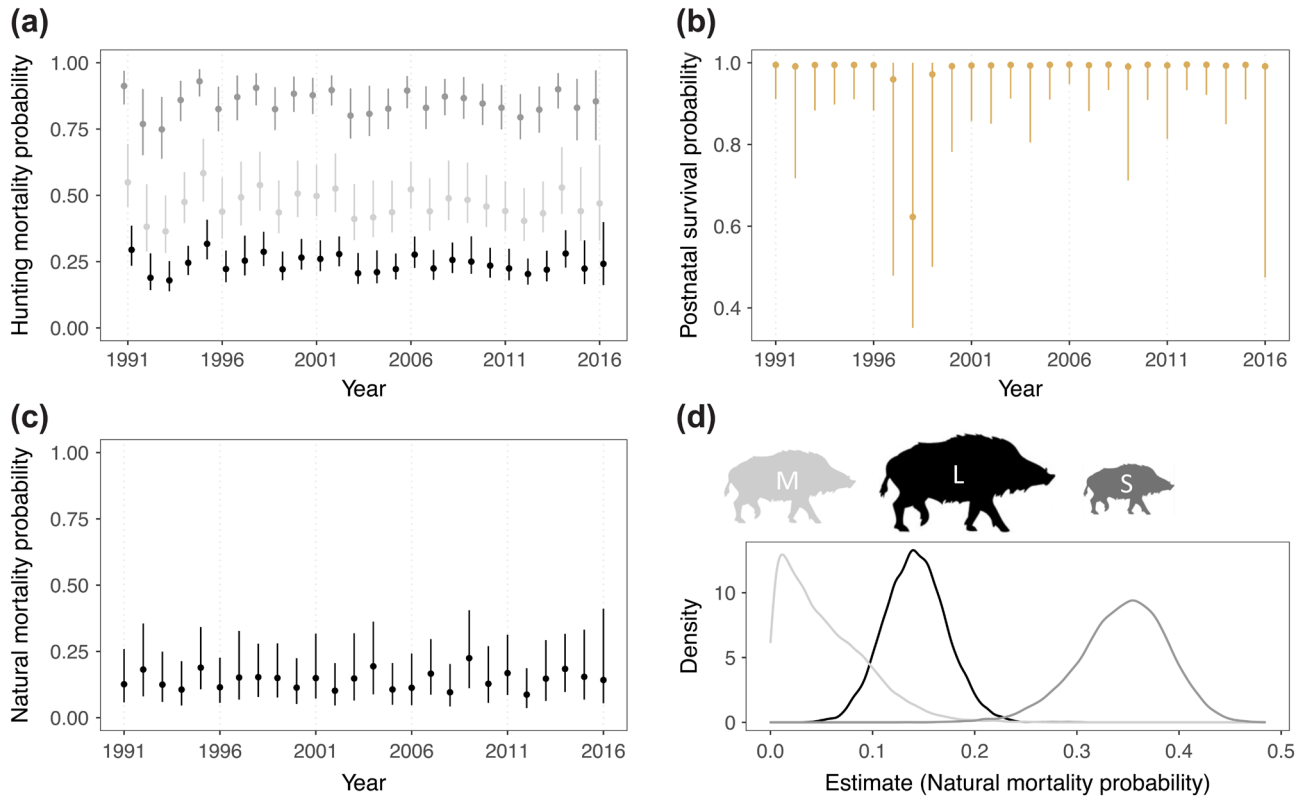 (a)
Hunting mortality probability
1.00
0.75
0.50
0.25
0.00
1991 1996 2001 2006 2011 2016
Year
(b)
Postnatal survival probability
1.0
0.8
0.6
0.4
1991 1996 2001 2006 2011 2016
Year
(c)
Natural mortality probability
1.00
0.75
0.50
0.25
0.00
1991 1996 2001 2006 2011 2016
Year
(d)
M L S
Density
10
5
0
0.0 0.1 0.2 0.3 0.4 0.5
Estimate (Natural mortality probability)